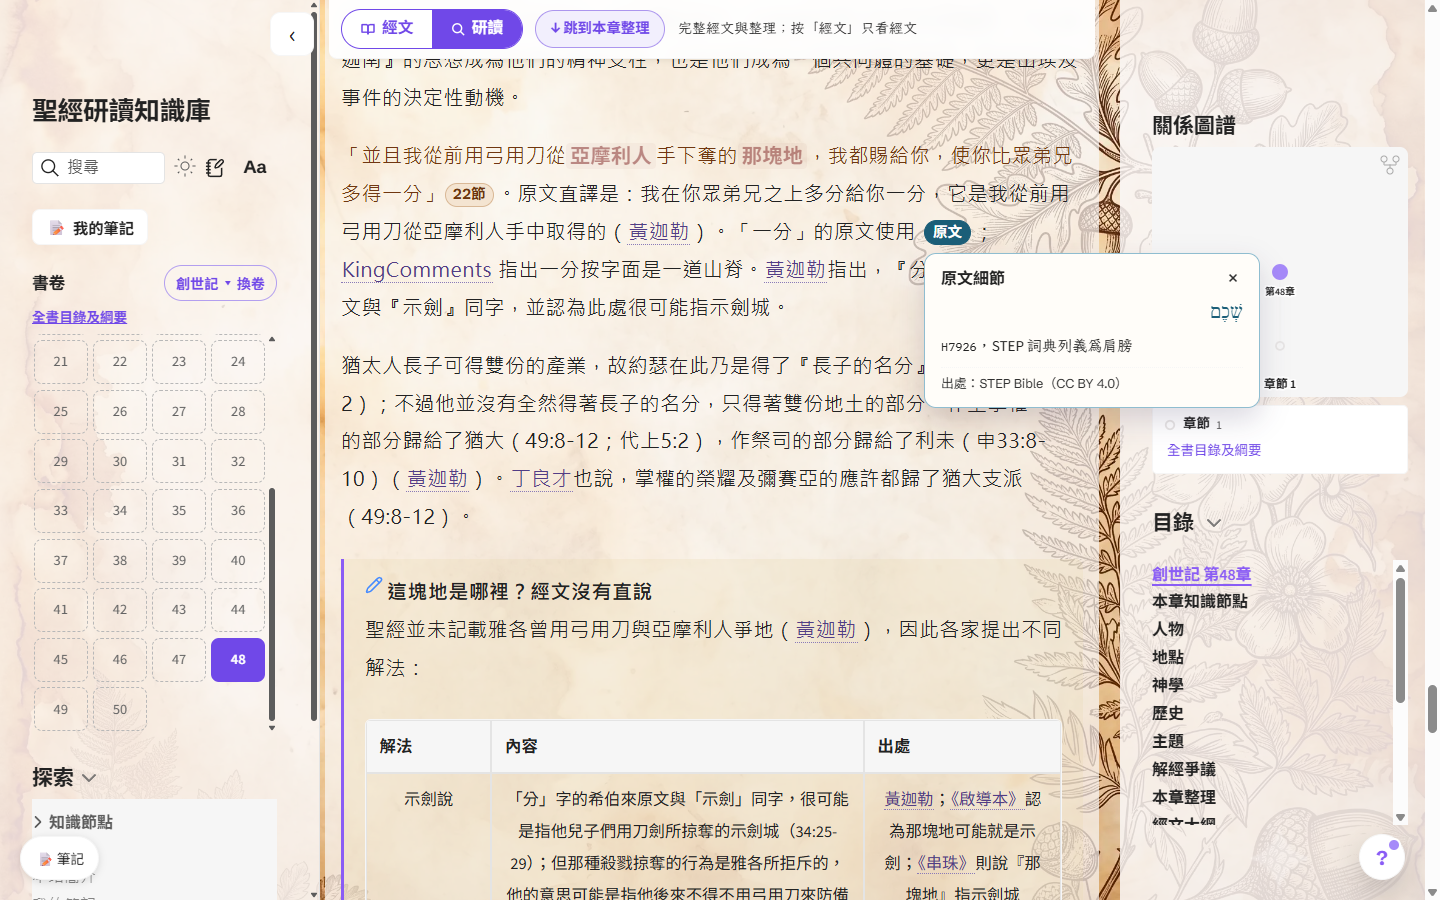 經文
研讀
↓跳到本章整理
完整經文與整理；按「經文」只看經文
‹
聖經研讀知識庫
搜尋
Aa
我的筆記
書卷
創世記 ▾ 換卷
全書目錄及綱要
21 22 23 24
25 26 27 28
29 30 31 32
33 34 35 36
37 38 39 40
41 42 43 44
45 46 47 48
49 50
探索
知識節點
筆記
事件的決定性動機。
「並且我從前用弓用刀從 亞摩利人 手下奪的 那塊地 ，我都賜給你，使你比眾弟兄
多得一分」 22節 。原文直譯是：我在你眾弟兄之上多分給你一分，它是我從前用
弓用刀從亞摩利人手中取得的（黃迦勒）。「一分」的原文使用 原文 ；
KingComments 指出一分按字面是一道山脊。黃迦勒指出，『分
文與『示劍』同字，並認為此處很可能指示劍城。
猶太人長子可得雙份的產業，故約瑟在此乃是得了『長子的名分』
2）；不過他並沒有全然得著長子的名分，只得著雙份地土的部分
的部分歸給了猶大（49:8-12；代上5:2），作祭司的部分歸給了利未（申33:8-
10）（黃迦勒）。丁良才也說，掌權的榮耀及彌賽亞的應許都歸了猶大支派
（49:8-12）。
這塊地是哪裡？經文沒有直說
聖經並未記載雅各曾用弓用刀與亞摩利人爭地（黃迦勒），因此各家提出不同
解法：
解法 內容 出處
示劍說
「分」字的希伯來原文與「示劍」同字，很可能
是指他兒子們用刀劍所掠奪的示劍城（34:25-
29）；但那種殺戮掠奪的行為是雅各所拒斥的，
他的意思可能是指他後來不得不用弓用刀來防備
黃迦勒；《啟導本》認
為那塊地可能就是示
劍；《串珠》則說『那
塊地』指示劍城
原文細節
×
שְׁכֶם
H7926，STEP 詞典列義為肩膀
出處：STEP Bible（CC BY 4.0）
關係圖譜
第48章
章節 1
章節 1
全書目錄及綱要
目錄
創世記 第48章
本章知識節點
人物
地點
神學
歷史
主題
解經爭議
本章整理
?